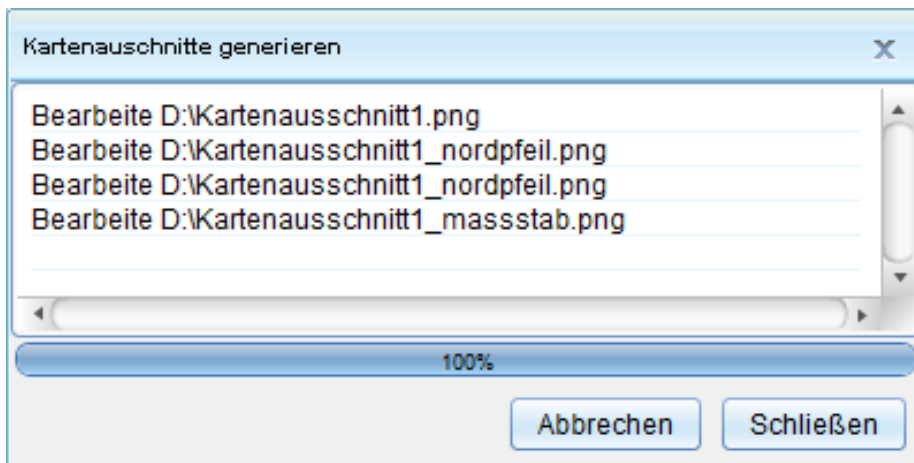 Kartenauschnitte generieren
Bearbeite D:\Kartenausschnitt1.png
Bearbeite D:\Kartenausschnitt1_nordpfeil.png
Bearbeite D:\Kartenausschnitt1_nordpfeil.png
Bearbeite D:\Kartenausschnitt1_massstab.png
100%
Abbrechen Schließen